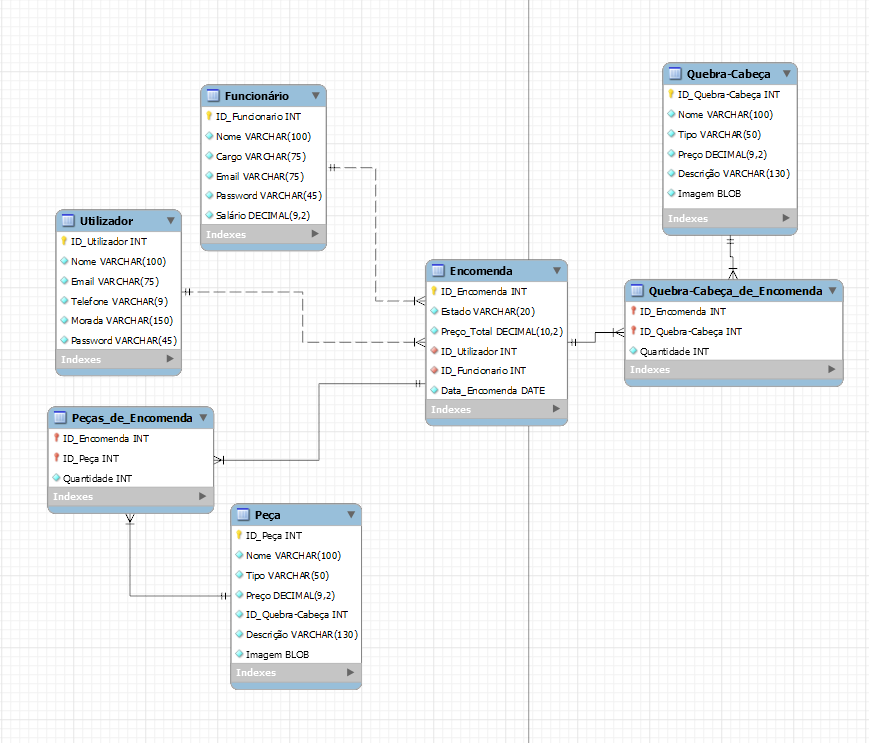 Funcionário
ID_Funcionario INT
Nome VARCHAR(100)
Cargo VARCHAR(75)
Email VARCHAR(75)
Password VARCHAR(45)
Salário DECIMAL(9,2)
Indexes
Quebra-Cabeça
ID_Quebra-Cabeça INT
Nome VARCHAR(100)
Tipo VARCHAR(50)
Preço DECIMAL(9,2)
Descrição VARCHAR(130)
Imagem BLOB
Indexes
Utilizador
ID_Utilizador INT
Nome VARCHAR(100)
Email VARCHAR(75)
Telefone VARCHAR(9)
Morada VARCHAR(150)
Password VARCHAR(45)
Indexes
Encomenda
ID_Encomenda INT
Estado VARCHAR(20)
Preço_Total DECIMAL(10,2)
ID_Utilizador INT
ID_Funcionario INT
Data_Encomenda DATE
Indexes
Quebra-Cabeça_de_Encomenda
ID_Encomenda INT
ID_Quebra-Cabeça INT
Quantidade INT
Indexes
Peças_de_Encomenda
ID_Encomenda INT
ID_Peça INT
Quantidade INT
Indexes
Peça
ID_Peça INT
Nome VARCHAR(100)
Tipo VARCHAR(50)
Preço DECIMAL(9,2)
ID_Quebra-Cabeça INT
Descrição VARCHAR(130)
Imagem BLOB
Indexes